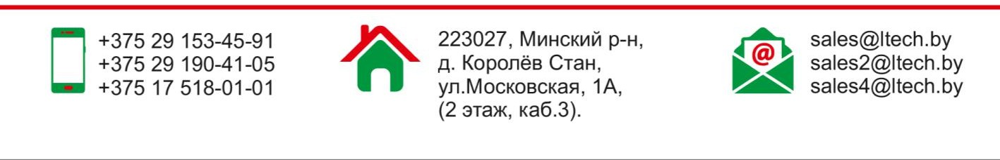 +375 29 153-45-91
+375 29 190-41-05
+375 17 518-01-01
223027, Минский р-н,
д. Королёв Стан,
ул.Московская, 1А,
(2 этаж, каб.3).
@
sales@ltech.by
sales2@ltech.by
sales4@ltech.by